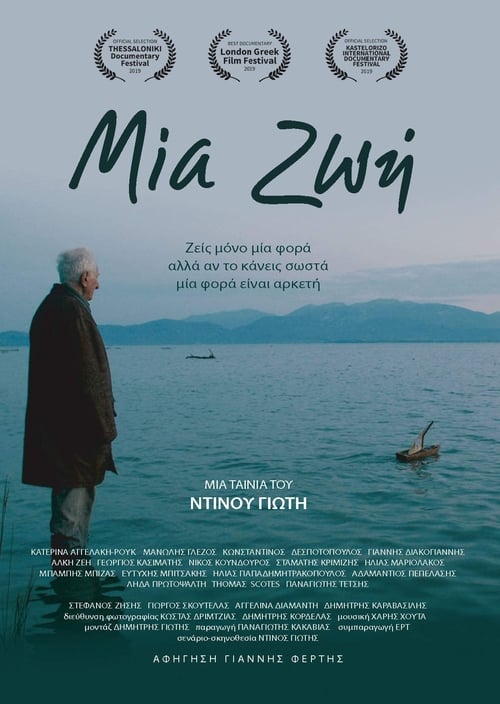 OFFICIAL SELECTION
THESSALONIKI
Documentary
Festival
2019
BEST DOCUMENTARY
London Greek
Film Festival
2019
OFFICIAL SELECTION
KASTELORIZO
INTERNATIONAL
DOCUMENTARY
FESTIVAL
2019
Μια Ζωή
Ζείς μόνο μία φορά
αλλά αν το κάνεις σωστά
μία φορά είναι αρκετή
ΜΙΑ ΤΑΙΝΙΑ ΤΟΥ
ΝΤΙΝΟΥ ΓΙΩΤΗ
ΚΑΤΕΡΙΝΑ ΑΓΓΕΛΑΚΗ-ΡΟΥΚ ΜΑΝΩΛΗΣ ΓΛΕΖΟΣ ΚΩΝΣΤΑΝΤΙΝΟΣ ΔΕΣΠΟΤΟΠΟΥΛΟΣ ΓΙΑΝΝΗΣ ΔΙΑΚΟΓΙΑΝΝΗΣ
ΑΛΚΗ ΖΕΗ ΓΕΩΡΓΙΟΣ ΚΑΣΙΜΑΤΗΣ ΝΙΚΟΣ ΚΟΥΝΔΟΥΡΟΣ ΣΤΑΜΑΤΗΣ ΚΡΙΜΙΖΗΣ ΗΛΙΑΣ ΜΑΡΙΟΛΑΚΟΣ
ΜΠΑΜΠΗΣ ΜΠΙΖΑΣ ΕΥΤΥΧΗΣ ΜΠΙΤΣΑΚΗΣ ΗΛΙΑΣ ΠΑΠΑΔΗΜΗΤΡΑΚΟΠΟΥΛΟΣ ΑΔΑΜΑΝΤΙΟΣ ΠΕΠΕΛΑΣΗΣ
ΛΗΔΑ ΠΡΩΤΟΨΑΛΤΗ THOMAS SCOTES ΠΑΝΑΓΙΩΤΗΣ ΤΕΤΣΗΣ
ΣΤΕΦΑΝΟΣ ΖΗΣΗΣ ΓΙΩΡΓΟΣ ΣΚΟΥΤΕΛΑΣ ΑΓΓΕΛΙΝΑ ΔΙΑΜΑΝΤΗ ΔΗΜΗΤΡΗΣ ΚΑΡΑΒΑΣΙΛΗΣ
διεύθυνση φωτογραφίας ΚΩΣΤΑΣ ΔΡΙΜΤΖΙΑΣ ΔΗΜΗΤΡΗΣ ΚΟΡΔΕΛΑΣ μουσική ΧΑΡΗΣ ΧΟΥΤΑ
μοντάζ ΔΗΜΗΤΡΗΣ ΓΙΩΤΗΣ παραγωγή ΠΑΝΑΓΙΩΤΗΣ ΚΑΚΑΒΙΑΣ συμπαραγωγή ΕΡΤ
σενάριο-σκηνοθεσία ΝΤΙΝΟΣ ΓΙΩΤΗΣ
ΑΦΗΓΗΣΗ ΓΙΑΝΝΗΣ ΦΕΡΤΗΣ